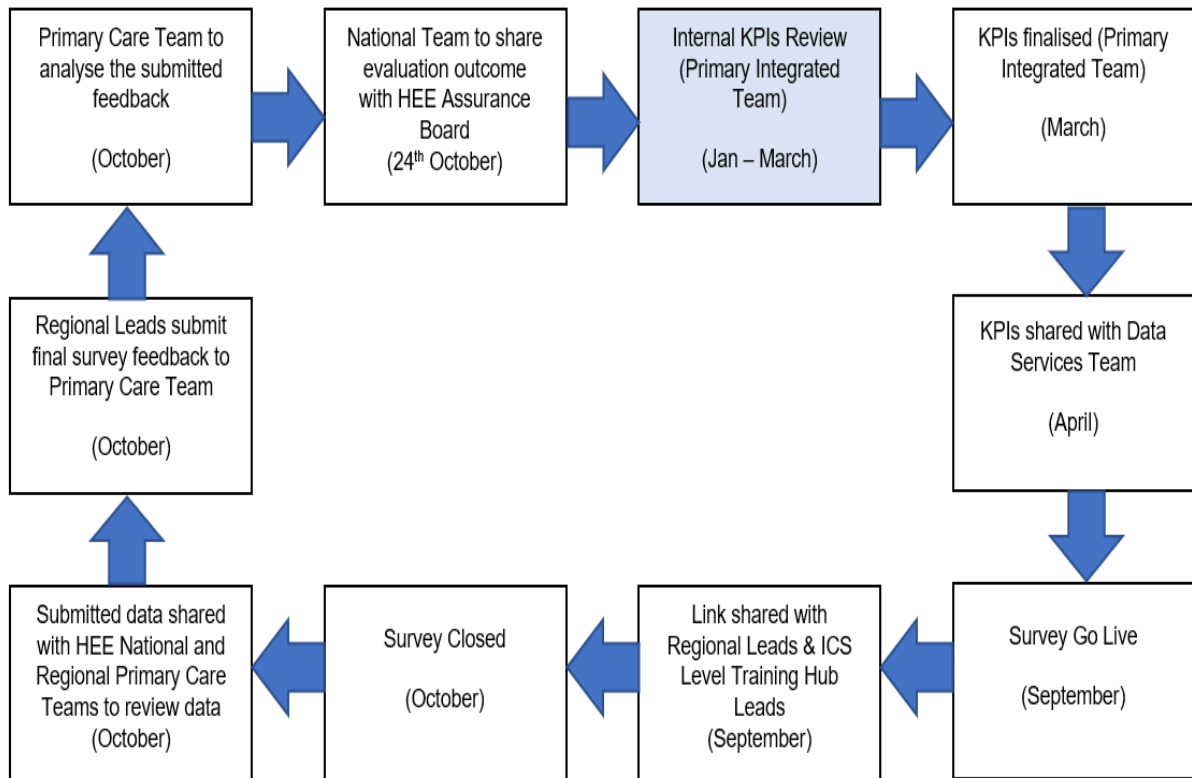 Primary Care Team to
analyse the submitted
feedback
(October)
National Team to share
evaluation outcome
with HEE Assurance
Board
(24th October)
Internal KPIs Review
(Primary Integrated
Team)
(Jan – March)
KPIs finalised (Primary
Integrated Team)
(March)
KPIs shared with Data
Services Team
(April)
Survey Go Live
(September)
Link shared with
Regional Leads & ICS
Level Training Hub
Leads
(September)
Survey Closed
(October)
Submitted data shared
with HEE National and
Regional Primary Care
Teams to review data
(October)
Regional Leads submit
final survey feedback to
Primary Care Team
(October)